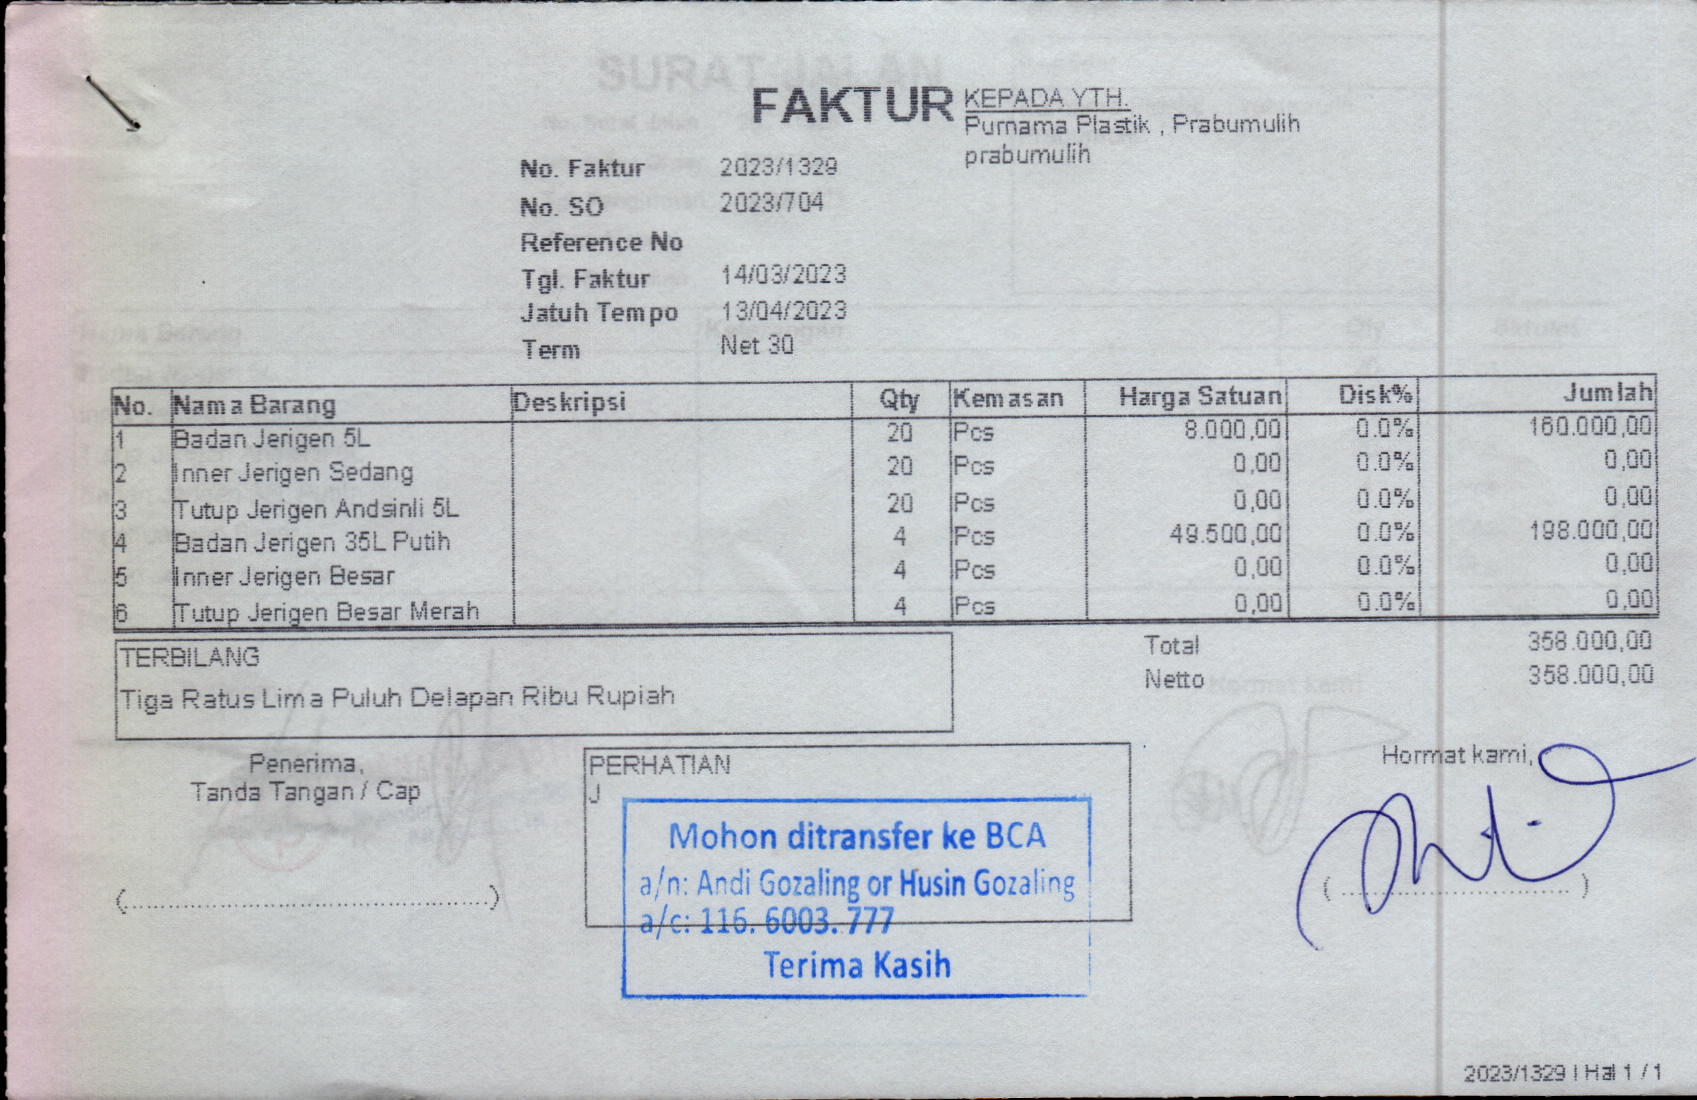 FAKTUR
KEPADA YTH.
Purnama Plastik , Prabumulih
prabumulih
No. Faktur 2023/1329
No. SO 2023/704
Reference No
Tgl. Faktur 14/03/2023
Jatuh Tempo 13/04/2023
Term Net 30
No. Nama Barang Deskripsi Qty Kemasan Harga Satuan Disk% Jumlah
1 Badan Jerigen 5L 20 Pcs 8.000,00 0.0% 160.000,00
2 Inner Jerigen Sedang 20 Pcs 0,00 0.0% 0,00
3 Tutup Jerigen Andsinli 5L 20 Pcs 0,00 0.0% 0,00
4 Badan Jerigen 35L Putih 4 Pcs 49.500,00 0.0% 198.000,00
5 Inner Jerigen Besar 4 Pcs 0,00 0.0% 0,00
6 Tutup Jerigen Besar Merah 4 Pcs 0,00 0.0% 0,00
Total 358.000,00
Netto 358.000,00
TERBILANG
Tiga Ratus Lima Puluh Delapan Ribu Rupiah
Penerima,
Tanda Tangan / Cap
(......................................................)
PERHATIAN
J
Mohon ditransfer ke BCA
a/n: Andi Gozaling or Husin Gozaling
a/c: 116. 6003. 777
Terima Kasih
Hormat kami,
(......................................)
2023/1329 | Hal 1 / 1